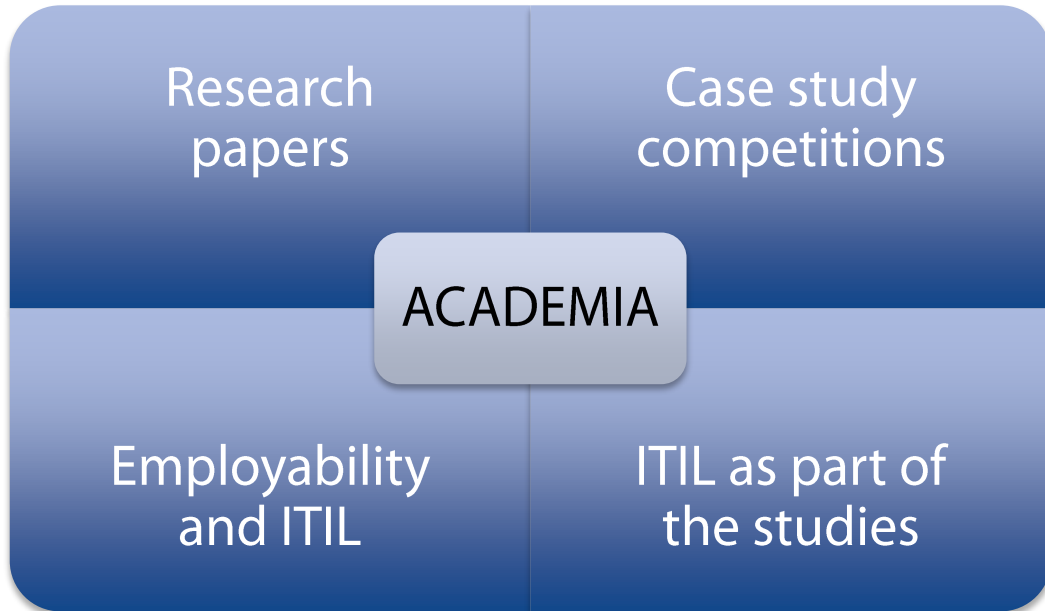 Research
papers
Case study
competitions
ACADEMIA
Employability
and ITIL
ITIL as part of
the studies